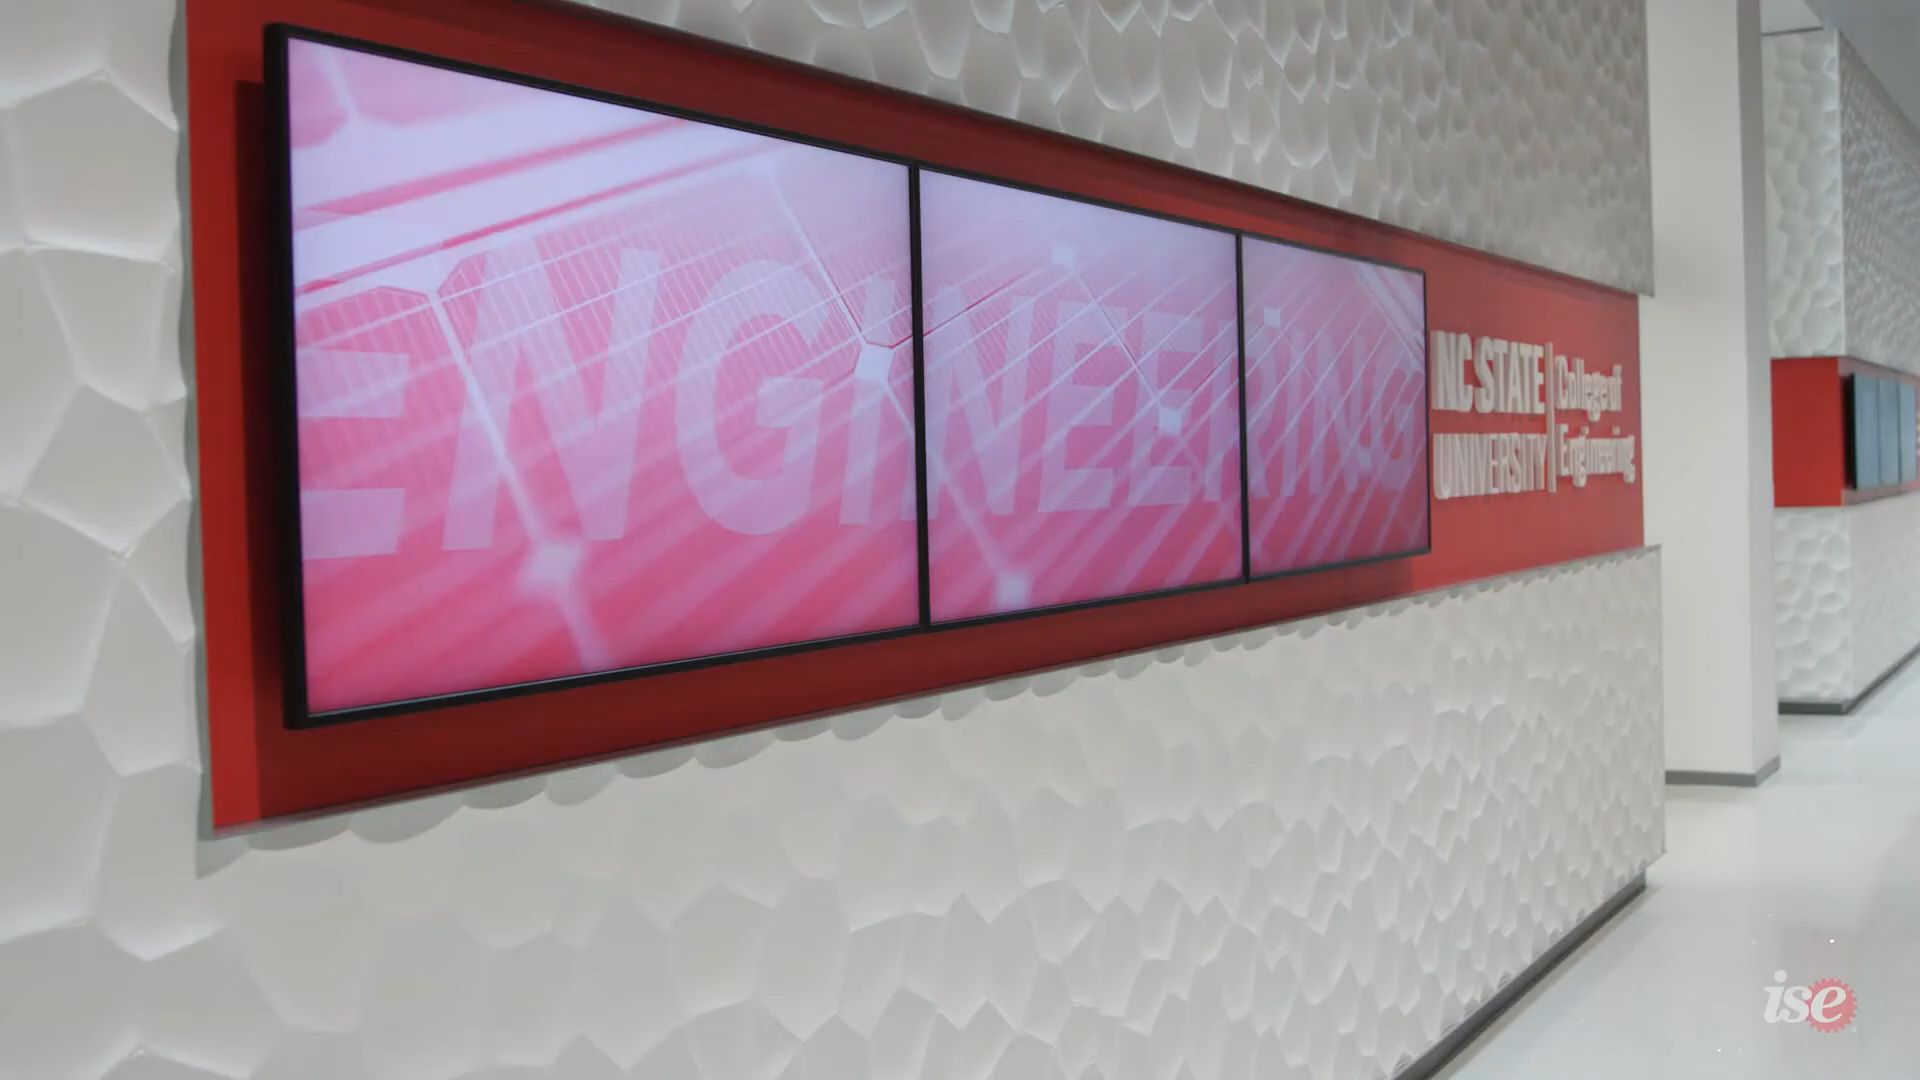 ENGINEERING
NC STATE
UNIVERSITY
College of
Engineering
ise